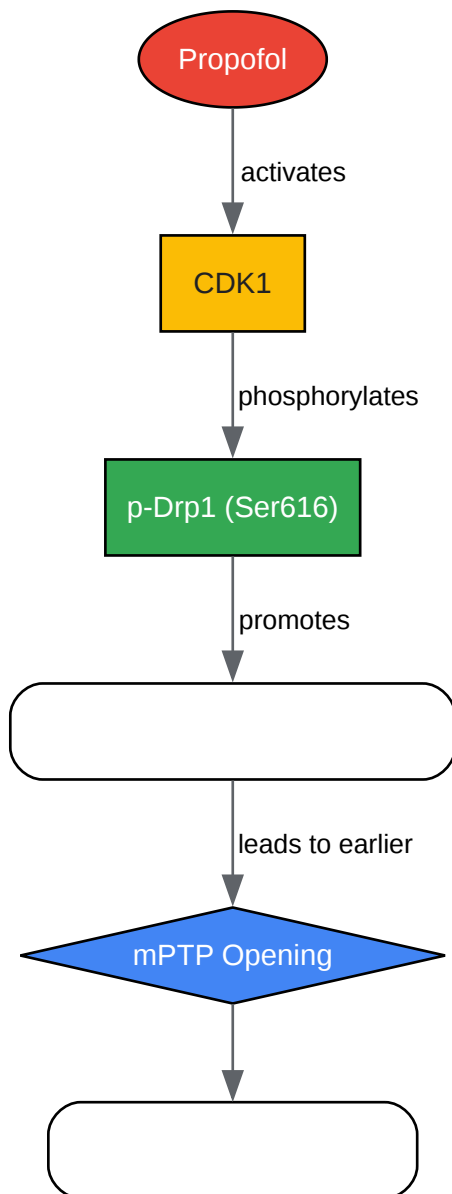 Propofol
activates
CDK1
phosphorylates
p-Drp1 (Ser616)
promotes
leads to earlier
mPTP Opening